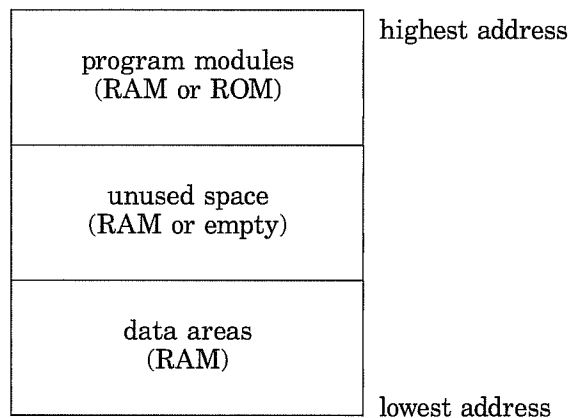 highest address
program modules
(RAM or ROM)
unused space
(RAM or empty)
data areas
(RAM)
lowest address